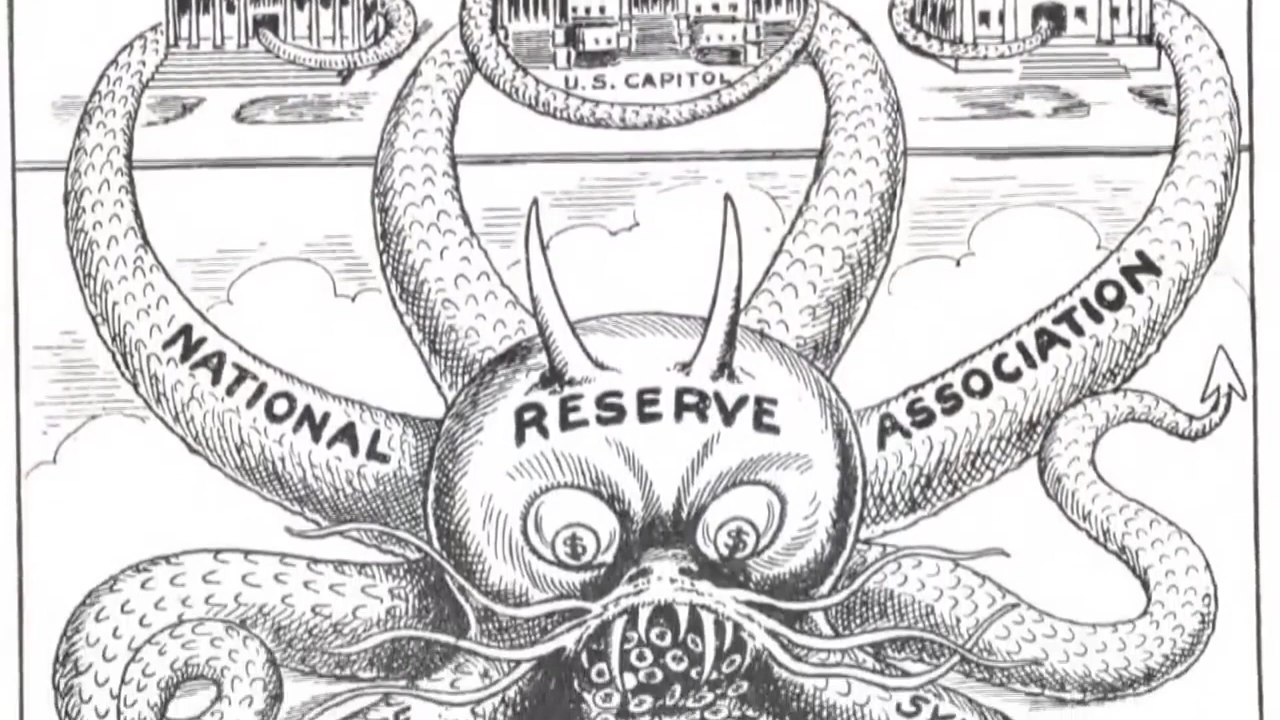 U.S. CAPITOL
NATIONAL
RESERVE
ASSOCIATION
$ $